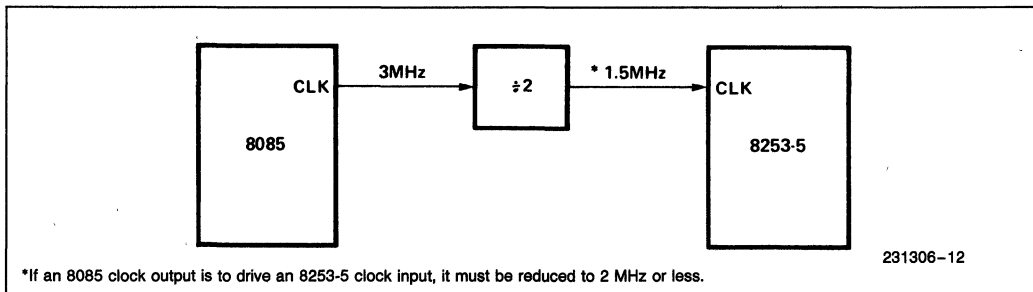 3MHz
* 1.5MHz
CLK
÷2
CLK
8085
8253-5
231306-12
*If an 8085 clock output is to drive an 8253-5 clock input, it must be reduced to 2 MHz or less.